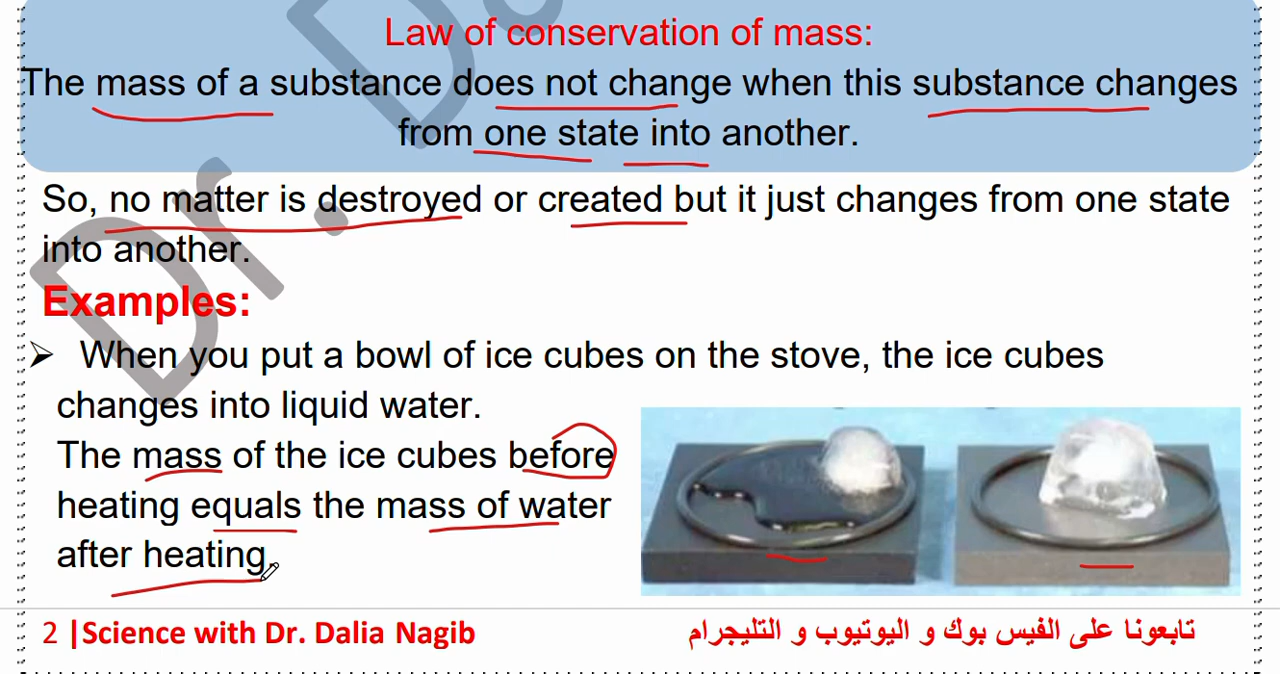 Law of conservation of mass:
The mass of a substance does not change when this substance changes
from one state into another.
So, no matter is destroyed or created but it just changes from one state
into another.
Examples:
➢ When you put a bowl of ice cubes on the stove, the ice cubes
changes into liquid water.
The mass of the ice cubes before
heating equals the mass of water
after heating.
2 |Science with Dr. Dalia Nagib
تابعونا على الفيس بوك و اليوتيوب و التليجرام
Dr. Da